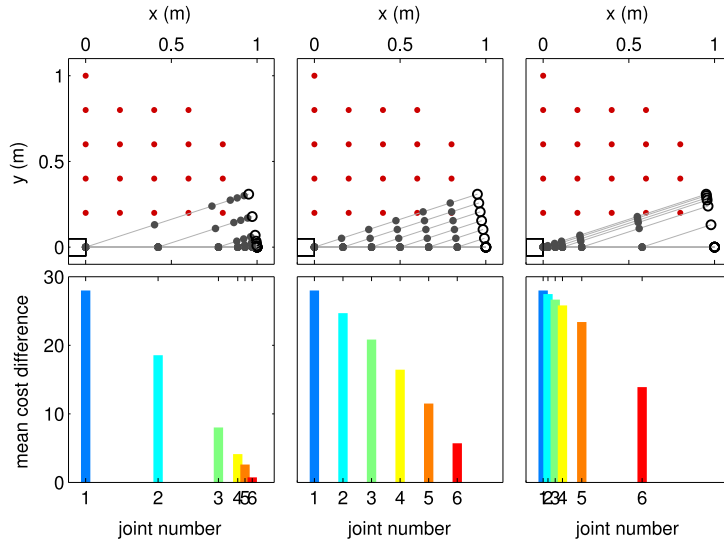 x (m) x (m) x (m)
0 0.5 1 0 0.5 1 0 0.5 1
1
0.5
0
y (m)
30
20
10
0
mean cost difference
1 2 3 4 5 6 1 2 3 4 5 6 1 2 3 4 5 6
joint number joint number joint number